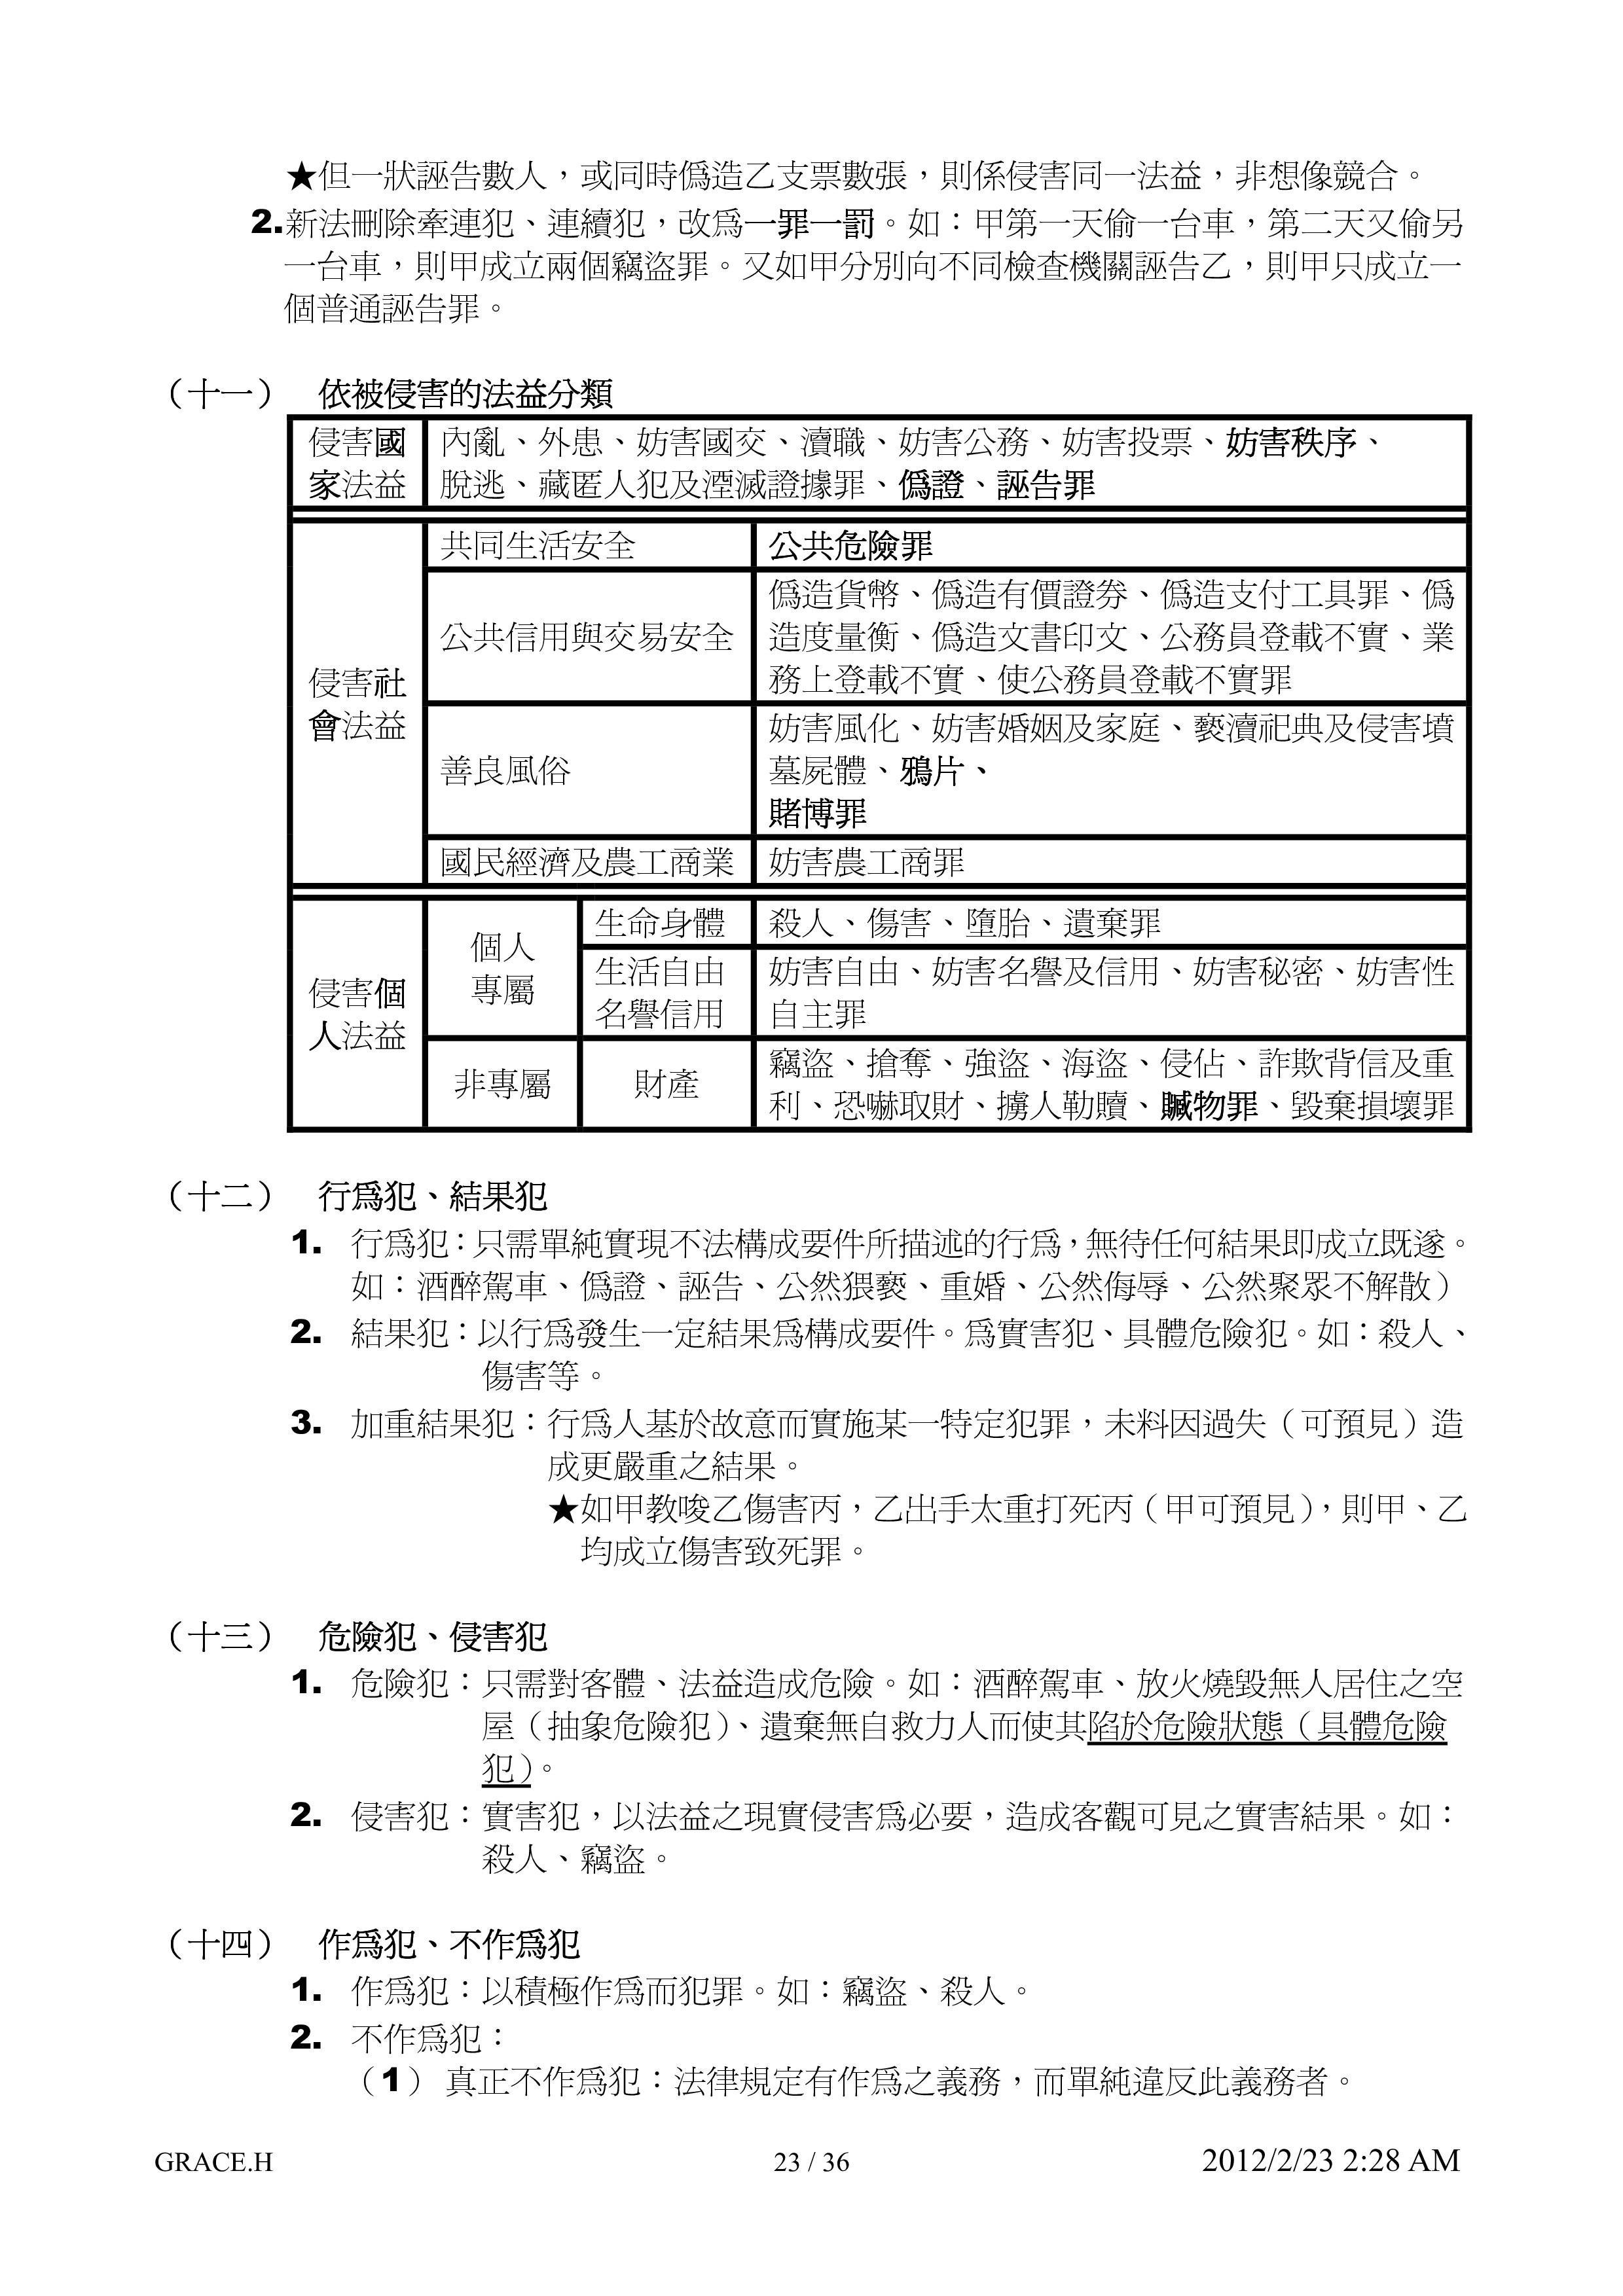 ★但一狀誣告數人，或同時偽造乙支票數張，則係侵害同一法益，非想像競合。
2.新法刪除牽連犯、連續犯，改為一罪一罰。如：甲第一天偷一台車，第二天又偷另
一台車，則甲成立兩個竊盜罪。又如甲分別向不同檢查機關誣告乙，則甲只成立一
個普通誣告罪。
（十一） 依被侵害的法益分類
侵害國
家法益
內亂、外患、妨害國交、瀆職、妨害公務、妨害投票、妨害秩序、
脫逃、藏匿人犯及湮滅證據罪、偽證、誣告罪
侵害社
會法益
共同生活安全
公共危險罪
公共信用與交易安全
偽造貨幣、偽造有價證券、偽造支付工具罪、偽
造度量衡、偽造文書印文、公務員登載不實、業
務上登載不實、使公務員登載不實罪
善良風俗
妨害風化、妨害婚姻及家庭、褻瀆祀典及侵害墳
墓屍體、鴉片、
賭博罪
國民經濟及農工商業
妨害農工商罪
侵害個
人法益
個人
專屬
生命身體
殺人、傷害、墮胎、遺棄罪
生活自由
名譽信用
妨害自由、妨害名譽及信用、妨害秘密、妨害性
自主罪
非專屬
財產
竊盜、搶奪、強盜、海盜、侵佔、詐欺背信及重
利、恐嚇取財、擄人勒贖、贓物罪、毀棄損壞罪
（十二） 行為犯、結果犯
1. 行為犯：只需單純實現不法構成要件所描述的行為，無待任何結果即成立既遂。
如：酒醉駕車、偽證、誣告、公然猥褻、重婚、公然侮辱、公然聚眾不解散）
2. 結果犯：以行為發生一定結果為構成要件。為實害犯、具體危險犯。如：殺人、
傷害等。
3. 加重結果犯：行為人基於故意而實施某一特定犯罪，未料因過失（可預見）造
成更嚴重之結果。
★如甲教唆乙傷害丙，乙出手太重打死丙（甲可預見），則甲、乙
均成立傷害致死罪。
（十三） 危險犯、侵害犯
1. 危險犯：只需對客體、法益造成危險。如：酒醉駕車、放火燒毀無人居住之空
屋（抽象危險犯）、遺棄無自救力人而使其陷於危險狀態（具體危險
犯）。
2. 侵害犯：實害犯，以法益之現實侵害為必要，造成客觀可見之實害結果。如：
殺人、竊盜。
（十四） 作為犯、不作為犯
1. 作為犯：以積極作為而犯罪。如：竊盜、殺人。
2. 不作為犯：
（1） 真正不作為犯：法律規定有作為之義務，而單純違反此義務者。
GRACE.H 23 / 36 2012/2/23 2:28 AM